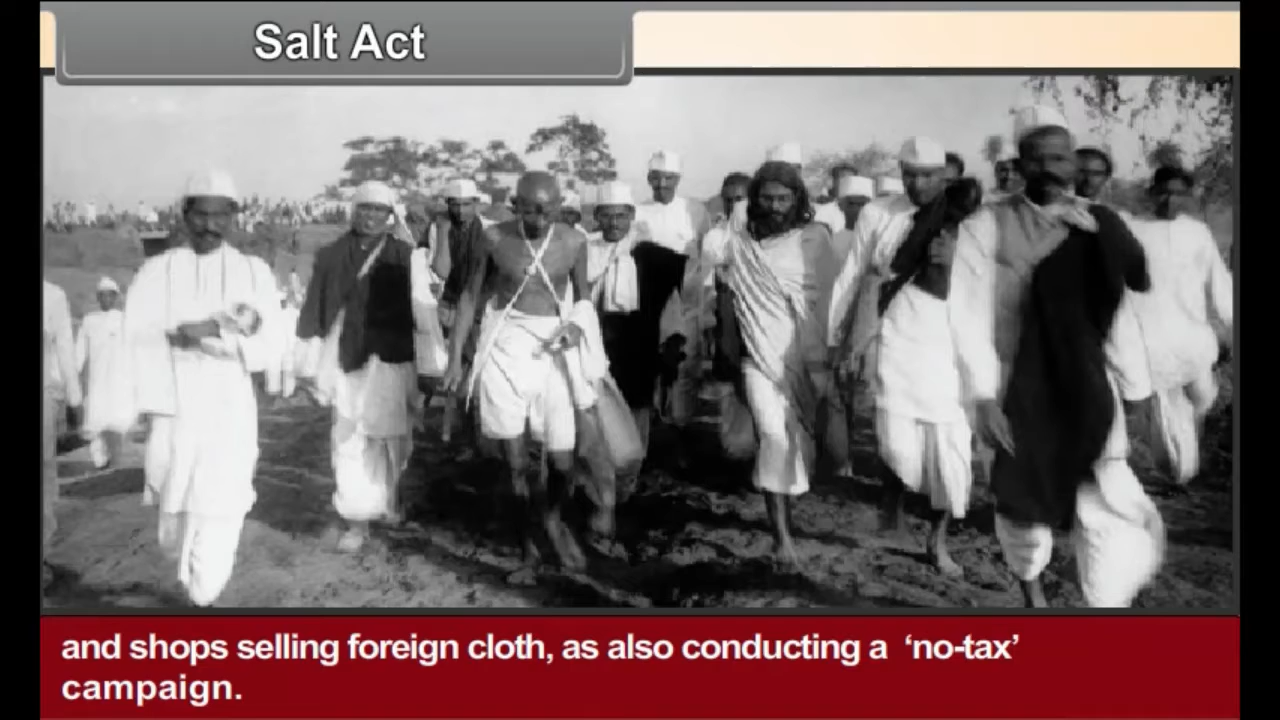 Salt Act
and shops selling foreign cloth, as also conducting a ‘no-tax’
campaign.